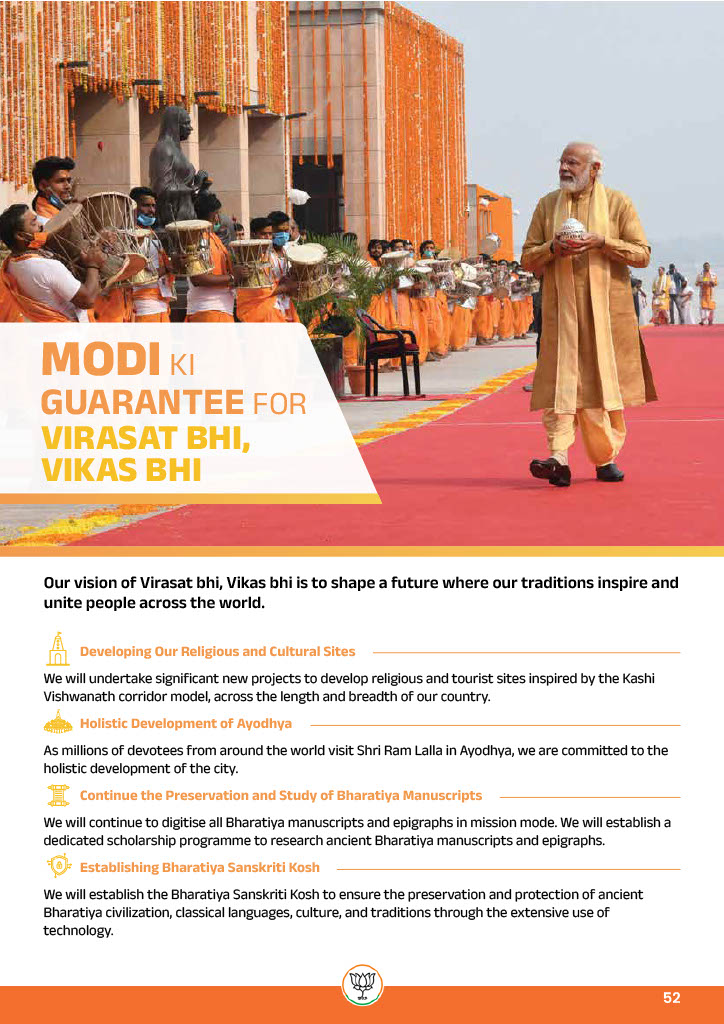 MODI KI
GUARANTEE FOR
VIRASAT BHI,
VIKAS BHI
Our vision of Virasat bhi, Vikas bhi is to shape a future where our traditions inspire and
unite people across the world.
Developing Our Religious and Cultural Sites
We will undertake significant new projects to develop religious and tourist sites inspired by the Kashi
Vishwanath corridor model, across the length and breadth of our country.
Holistic Development of Ayodhya
As millions of devotees from around the world visit Shri Ram Lalla in Ayodhya, we are committed to the
holistic development of the city.
Continue the Preservation and Study of Bharatiya Manuscripts
We will continue to digitise all Bharatiya manuscripts and epigraphs in mission mode. We will establish a
dedicated scholarship programme to research ancient Bharatiya manuscripts and epigraphs.
Establishing Bharatiya Sanskriti Kosh
We will establish the Bharatiya Sanskriti Kosh to ensure the preservation and protection of ancient
Bharatiya civilization, classical languages, culture, and traditions through the extensive use of
technology.
52